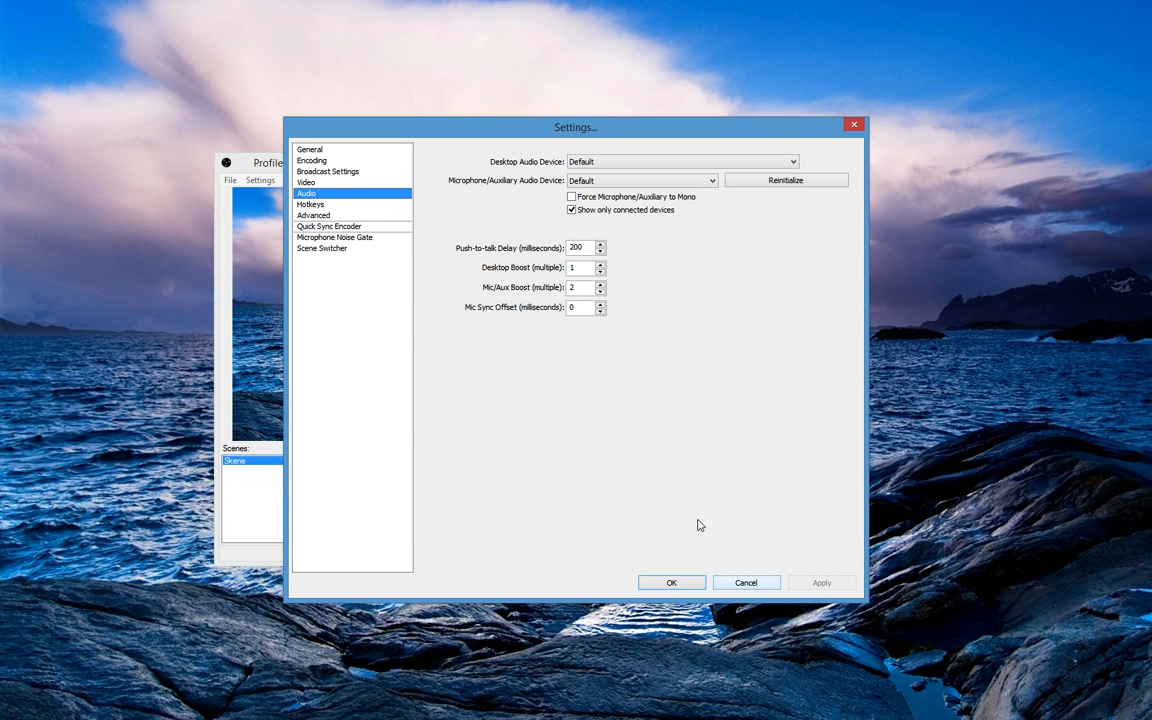 Settings...
Profile
File Settings
General
Encoding
Broadcast Settings
Video
Audio
Hotkeys
Advanced
Quick Sync Encoder
Microphone Noise Gate
Scene Switcher
Desktop Audio Device: Default
Microphone/Auxiliary Audio Device: Default Reinitialize
Force Microphone/Auxiliary to Mono
Show only connected devices
Push-to-talk Delay (milliseconds): 200
Desktop Boost (multiple): 1
Mic/Aux Boost (multiple): 2
Mic Sync Offset (milliseconds): 0
Scenes:
Skene
OK Cancel Apply